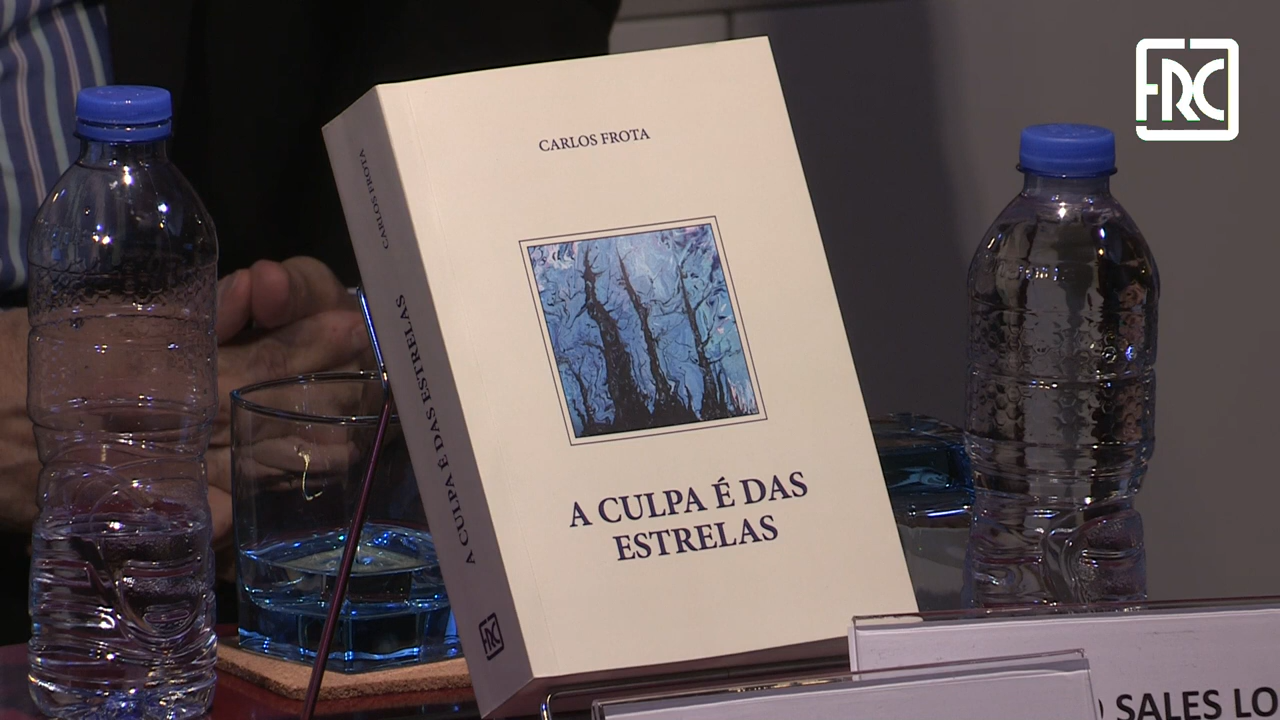 FRC
CARLOS FROTA
A CULPA É DAS
ESTRELAS
CARLOS FROTA
A CULPA É DAS ESTRELAS
FRC
SALES LO